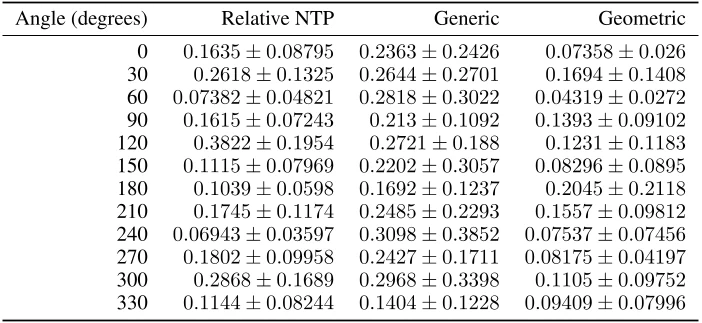 Angle (degrees) Relative NTP Generic Geometric
0 0.1635 ± 0.08795 0.2363 ± 0.2426 0.07358 ± 0.026
30 0.2618 ± 0.1325 0.2644 ± 0.2701 0.1694 ± 0.1408
60 0.07382 ± 0.04821 0.2818 ± 0.3022 0.04319 ± 0.0272
90 0.1615 ± 0.07243 0.213 ± 0.1092 0.1393 ± 0.09102
120 0.3822 ± 0.1954 0.2721 ± 0.188 0.1231 ± 0.1183
150 0.1115 ± 0.07969 0.2202 ± 0.3057 0.08296 ± 0.0895
180 0.1039 ± 0.0598 0.1692 ± 0.1237 0.2045 ± 0.2118
210 0.1745 ± 0.1174 0.2485 ± 0.2293 0.1557 ± 0.09812
240 0.06943 ± 0.03597 0.3098 ± 0.3852 0.07537 ± 0.07456
270 0.1802 ± 0.09958 0.2427 ± 0.1711 0.08175 ± 0.04197
300 0.2868 ± 0.1689 0.2968 ± 0.3398 0.1105 ± 0.09752
330 0.1144 ± 0.08244 0.1404 ± 0.1228 0.09409 ± 0.07996